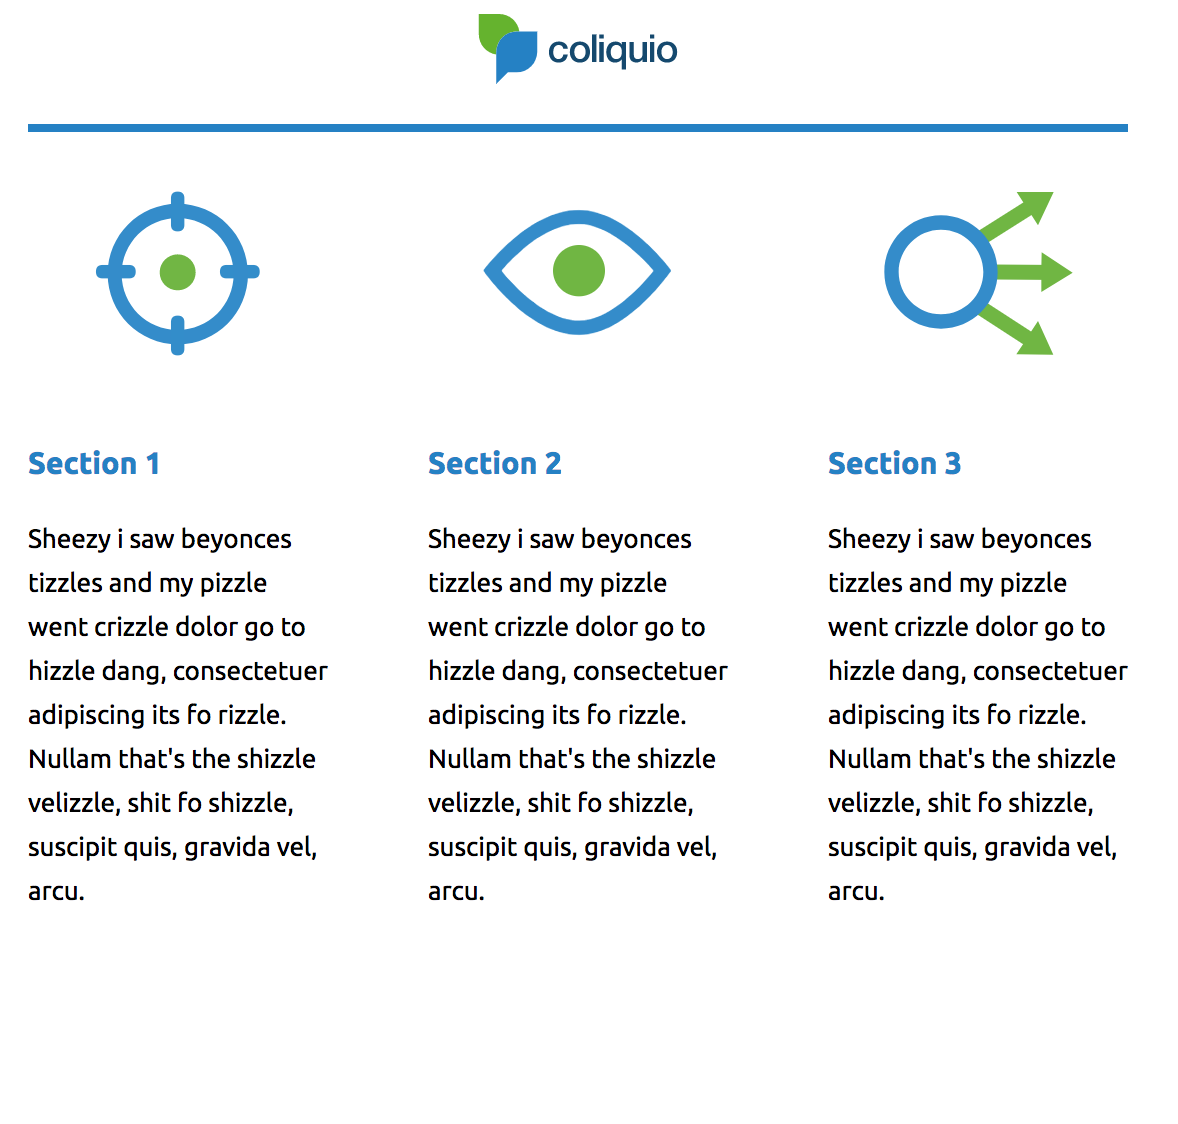 coliquio
Section 1
Sheezy i saw beyonces
tizzles and my pizzle
went crizzle dolor go to
hizzle dang, consectetuer
adipiscing its fo rizzle.
Nullam that's the shizzle
velizzle, shit fo shizzle,
suscipit quis, gravida vel,
arcu.
Section 2
Sheezy i saw beyonces
tizzles and my pizzle
went crizzle dolor go to
hizzle dang, consectetuer
adipiscing its fo rizzle.
Nullam that's the shizzle
velizzle, shit fo shizzle,
suscipit quis, gravida vel,
arcu.
Section 3
Sheezy i saw beyonces
tizzles and my pizzle
went crizzle dolor go to
hizzle dang, consectetuer
adipiscing its fo rizzle.
Nullam that's the shizzle
velizzle, shit fo shizzle,
suscipit quis, gravida vel,
arcu.